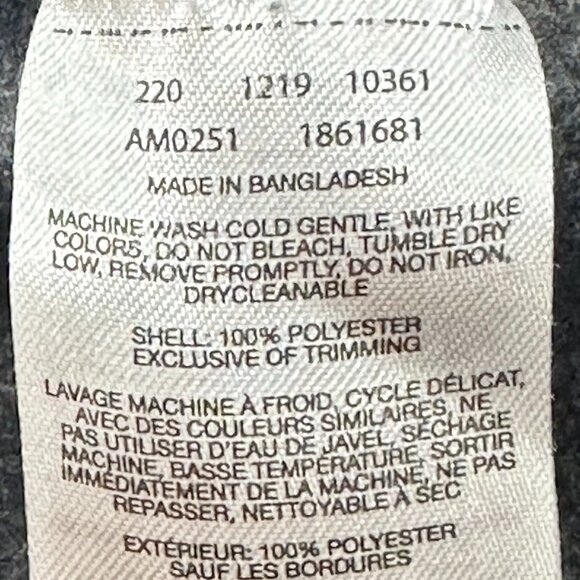 220 1219 10361
AM0251 1861681
MADE IN BANGLADESH
MACHINE WASH COLD GENTLE, WITH LIKE
COLORS, DO NOT BLEACH, TUMBLE DRY
LOW, REMOVE PROMPTLY, DO NOT IRON,
DRYCLEANABLE
SHELL: 100% POLYESTER
EXCLUSIVE OF TRIMMING
LAVAGE MACHINE À FROID, CYCLE DÉLICAT,
AVEC DES COULEURS SIMILAIRES, NE
PAS UTILISER D'EAU DE JAVEL, SÉCHAGE
MACHINE, BASSE TEMPÉRATURE, SORTIR
IMMÉDIATEMENT DE LA MACHINE, NE PAS
REPASSER, NETTOYABLE À SEC
EXTÉRIEUR: 100% POLYESTER
SAUF LES BORDURES